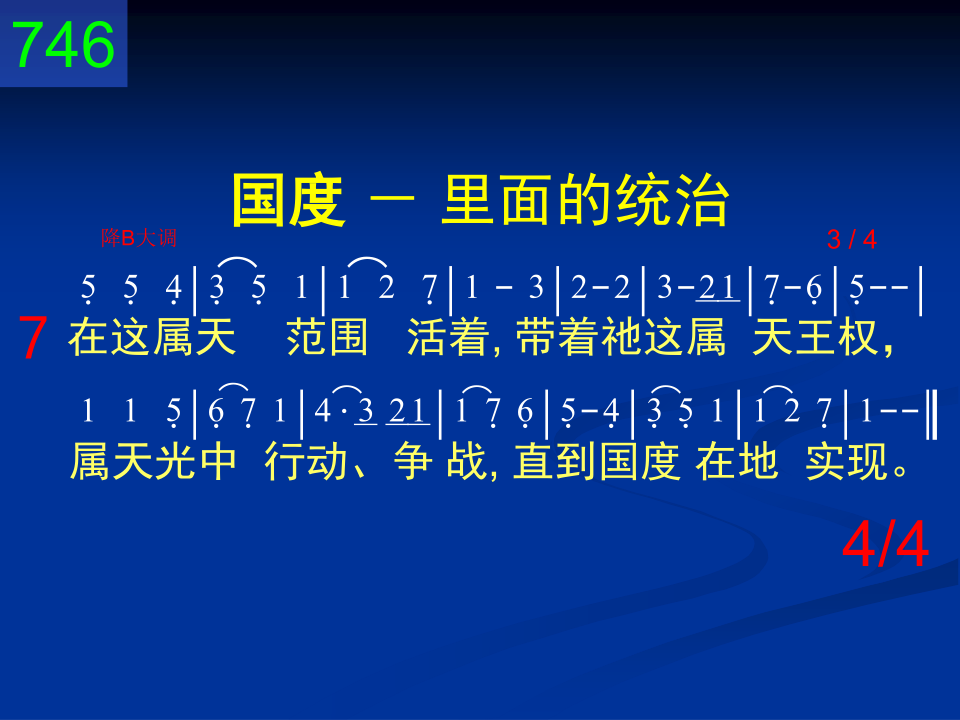 746
国度 － 里面的统治
降B大调 3 / 4
5̣ 5̣ 4̣ | 3̣ 5̣ 1 | 1 2 7̣ | 1 - 3 | 2 - 2 | 3 - 2 1 | 7̣ - 6̣ | 5̣ - - |
7 在这属天 范围 活着, 带着祂这属 天王权，
1 1 5̣ | 6̣ 7̣ 1 | 4 · 3 2 1 | 1 7̣ 6̣ | 5̣ - 4̣ | 3̣ 5̣ 1 | 1 2 7̣ | 1 - - ‖
属天光中 行动、争 战, 直到国度 在地 实现。
4/4